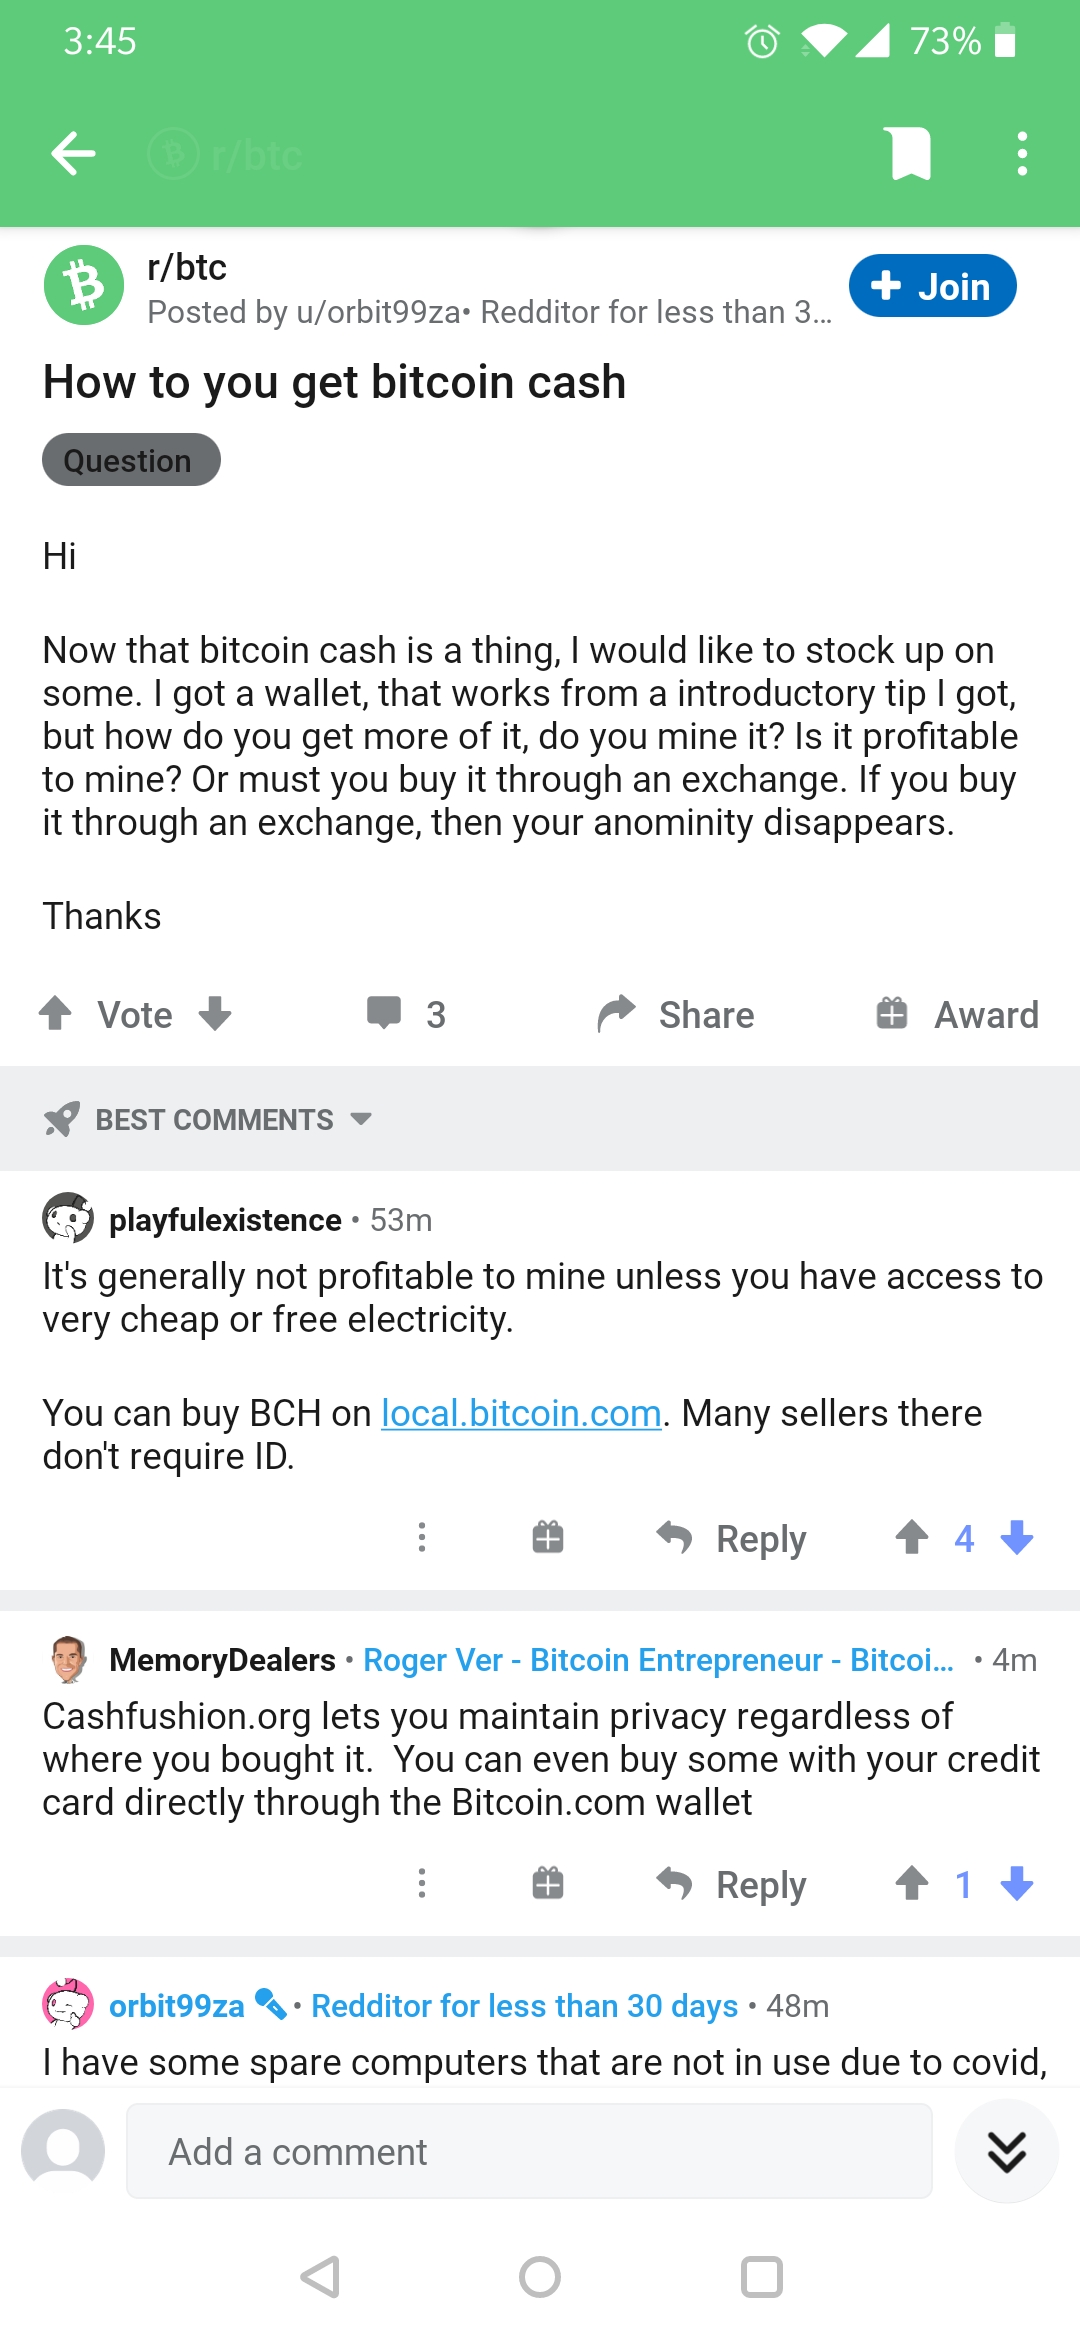 3:45
73%
r/btc
r/btc
Join
Posted by u/orbit99za• Redditor for less than 3...
How to you get bitcoin cash
Question
Hi
Now that bitcoin cash is a thing, I would like to stock up on
some. I got a wallet, that works from a introductory tip I got,
but how do you get more of it, do you mine it? Is it profitable
to mine? Or must you buy it through an exchange. If you buy
it through an exchange, then your anominity disappears.
Thanks
Vote 3 Share Award
BEST COMMENTS
playfulexistence • 53m
It's generally not profitable to mine unless you have access to
very cheap or free electricity.
You can buy BCH on local.bitcoin.com. Many sellers there
don't require ID.
Reply 4
MemoryDealers • Roger Ver - Bitcoin Entrepreneur - Bitcoi... • 4m
Cashfushion.org lets you maintain privacy regardless of
where you bought it.  You can even buy some with your credit
card directly through the Bitcoin.com wallet
Reply 1
orbit99za • Redditor for less than 30 days • 48m
I have some spare computers that are not in use due to covid,
Add a comment